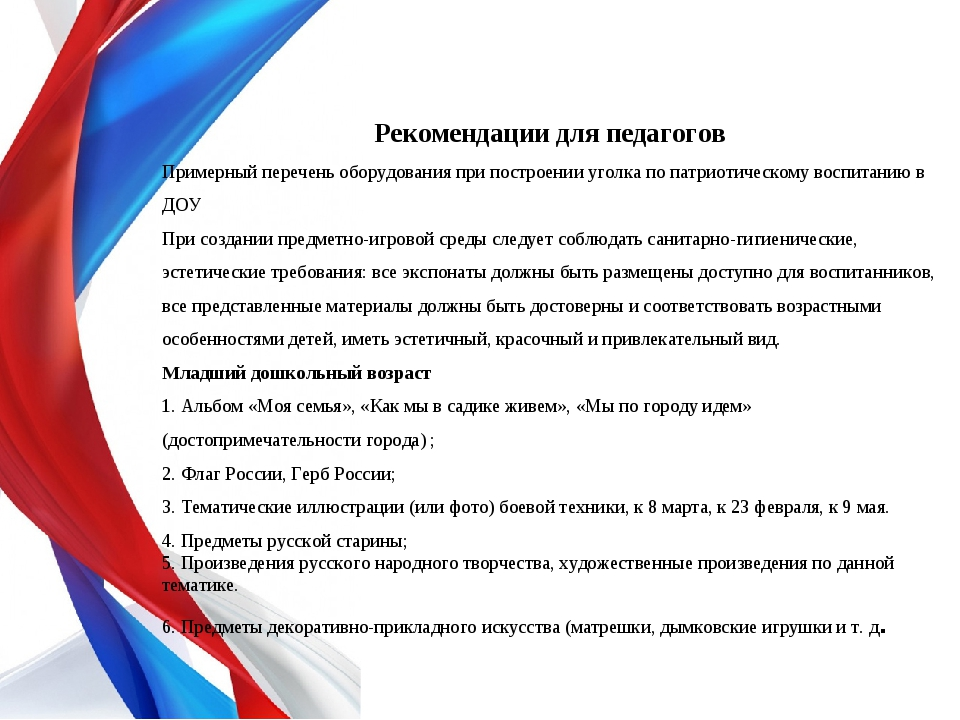 Рекомендации для педагогов
Примерный перечень оборудования при построении уголка по патриотическому воспитанию в
ДОУ
При создании предметно-игровой среды следует соблюдать санитарно-гигиенические,
эстетические требования: все экспонаты должны быть размещены доступно для воспитанников,
все представленные материалы должны быть достоверны и соответствовать возрастными
особенностями детей, иметь эстетичный, красочный и привлекательный вид.
Младший дошкольный возраст
1. Альбом «Моя семья», «Как мы в садике живем», «Мы по городу идем»
(достопримечательности города) ;
2. Флаг России, Герб России;
3. Тематические иллюстрации (или фото) боевой техники, к 8 марта, к 23 февраля, к 9 мая.
4. Предметы русской старины;
5. Произведения русского народного творчества, художественные произведения по данной
тематике.
6. Предметы декоративно-прикладного искусства (матрешки, дымковские игрушки и т. д.